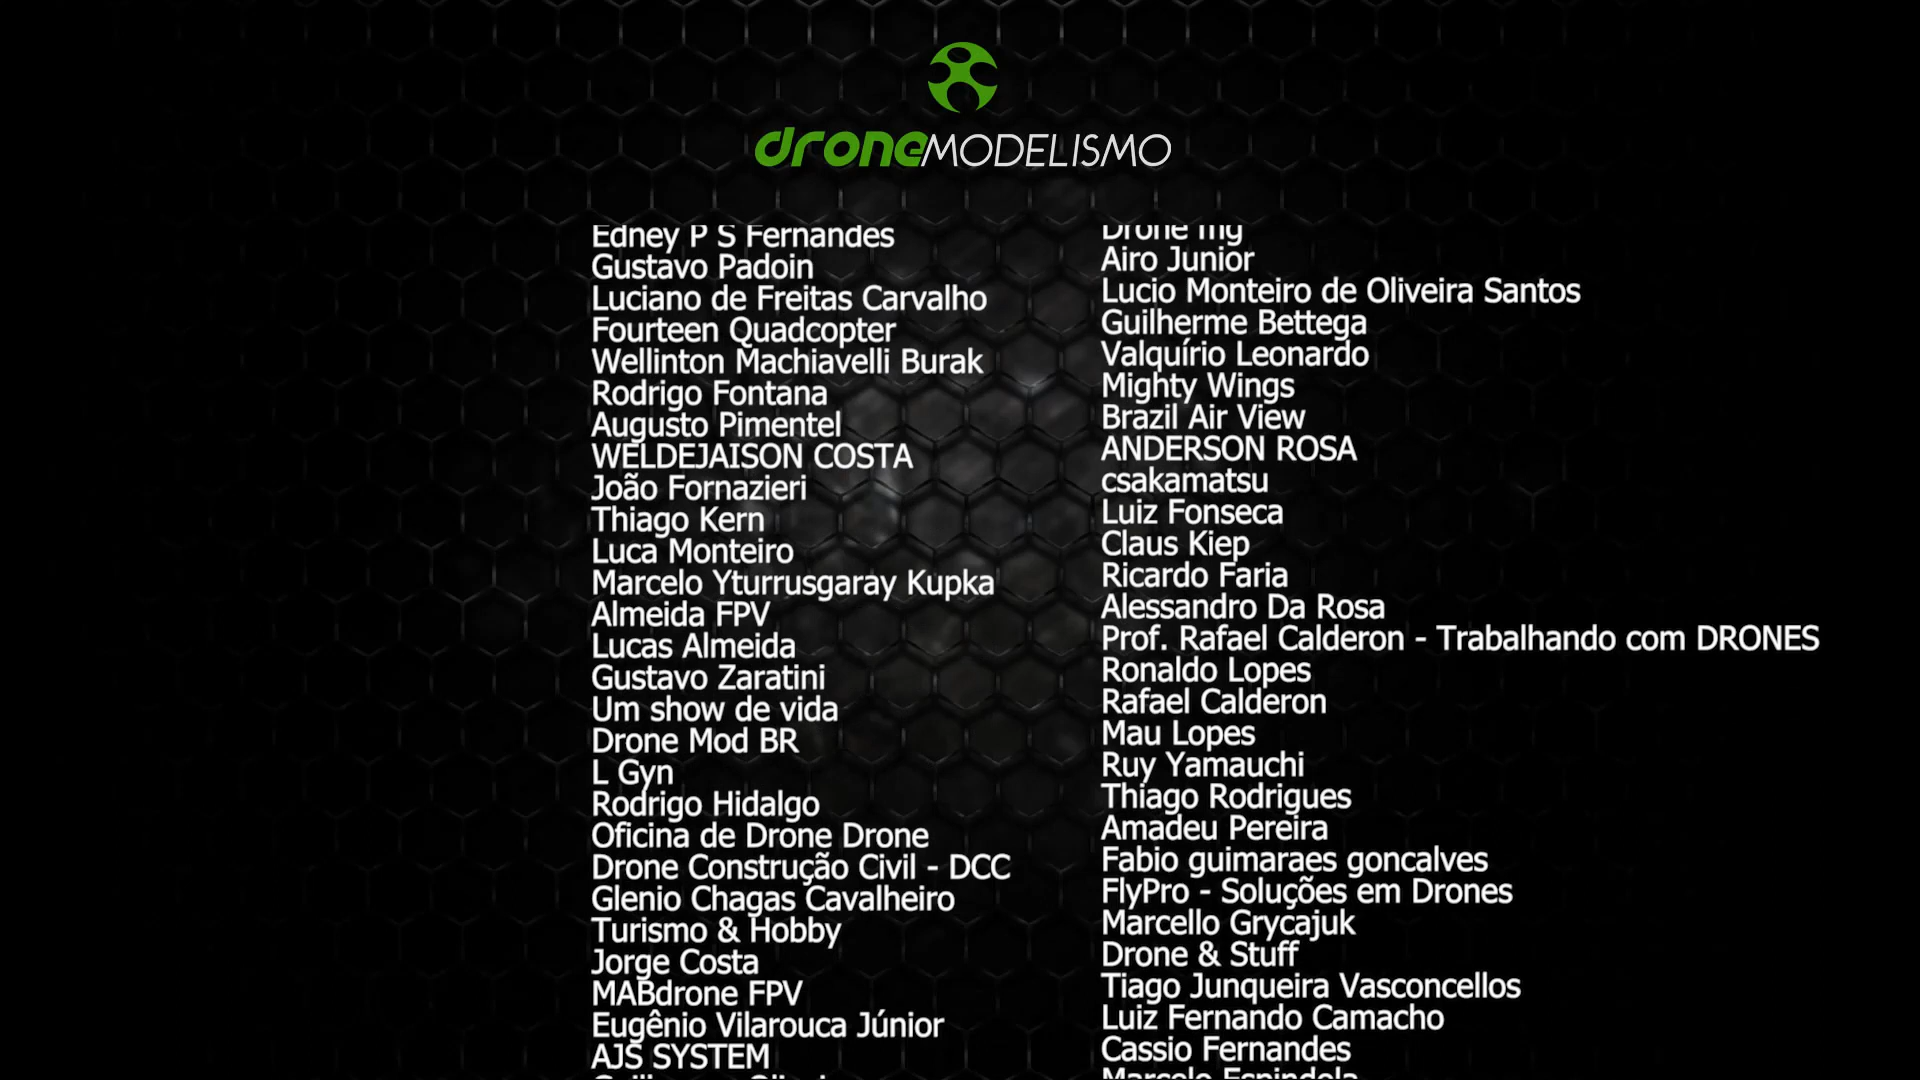 droneMODELISMO
Edney P S Fernandes
Gustavo Padoin
Luciano de Freitas Carvalho
Fourteen Quadcopter
Wellinton Machiavelli Burak
Rodrigo Fontana
Augusto Pimentel
WELDEJAISON COSTA
João Fornazieri
Thiago Kern
Luca Monteiro
Marcelo Yturrusgaray Kupka
Almeida FPV
Lucas Almeida
Gustavo Zaratini
Um show de vida
Drone Mod BR
L Gyn
Rodrigo Hidalgo
Oficina de Drone Drone
Drone Construção Civil - DCC
Glenio Chagas Cavalheiro
Turismo & Hobby
Jorge Costa
MABdrone FPV
Eugênio Vilarouca Júnior
AJS SYSTEM
Drone mg
Airo Junior
Lucio Monteiro de Oliveira Santos
Guilherme Bettega
Valquírio Leonardo
Mighty Wings
Brazil Air View
ANDERSON ROSA
csakamatsu
Luiz Fonseca
Claus Kiep
Ricardo Faria
Alessandro Da Rosa
Prof. Rafael Calderon - Trabalhando com DRONES
Ronaldo Lopes
Rafael Calderon
Mau Lopes
Ruy Yamauchi
Thiago Rodrigues
Amadeu Pereira
Fabio guimaraes goncalves
FlyPro - Soluções em Drones
Marcello Grycajuk
Drone & Stuff
Tiago Junqueira Vasconcellos
Luiz Fernando Camacho
Cassio Fernandes
Marcelo Espindola